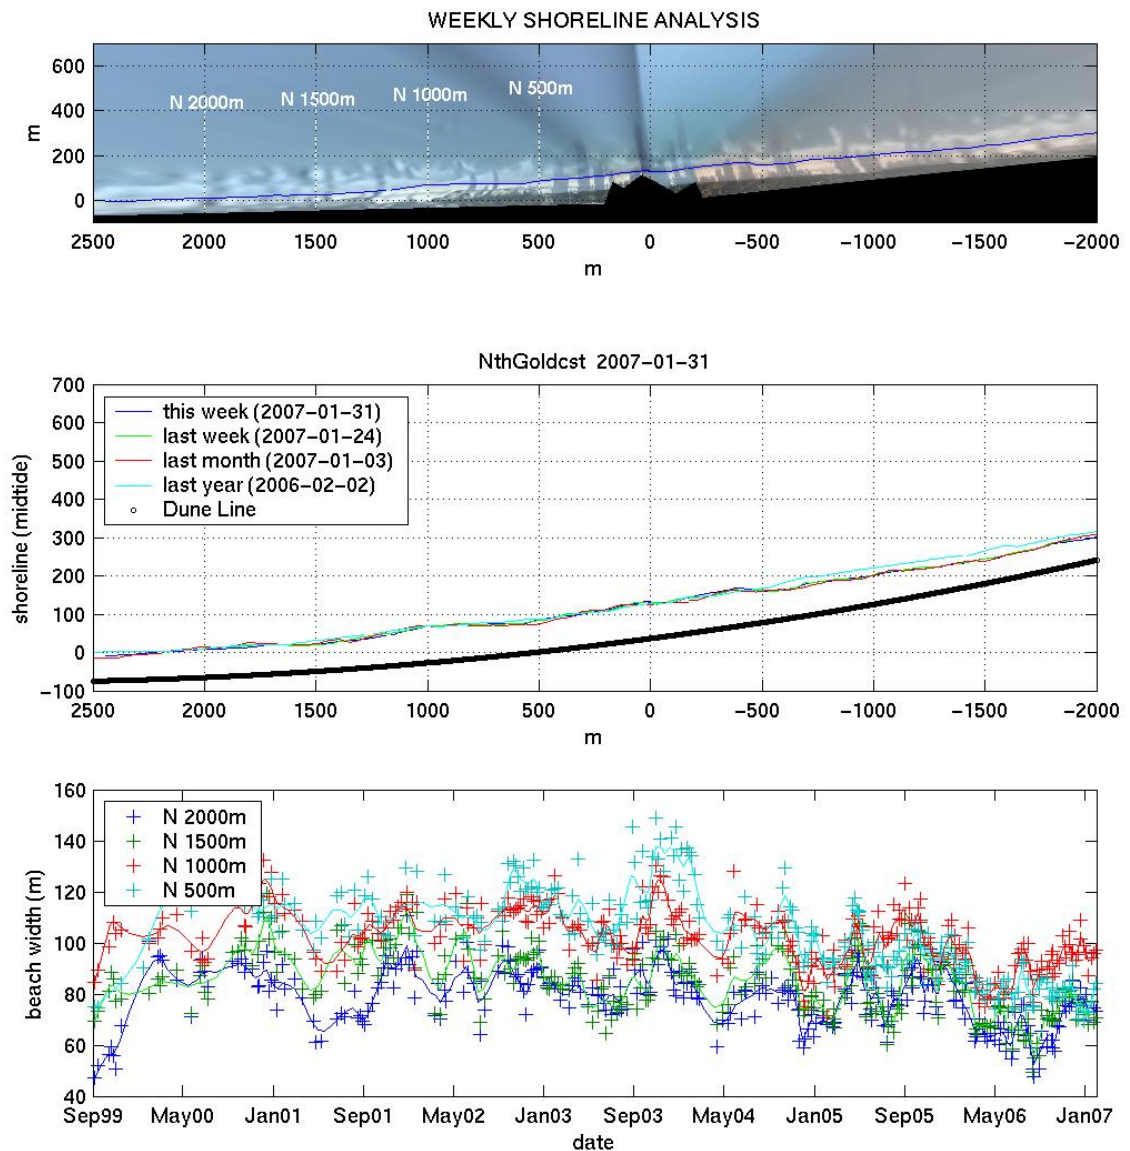 WEEKLY SHORELINE ANALYSIS
600
400
200
0
m
N 2000m N 1500m N 1000m N 500m
2500 2000 1500 1000 500 0 −500 −1000 −1500 −2000
m
NthGoldcst 2007−01−31
700
600
500
400
300
200
100
0
−100
shoreline (midtide)
this week (2007−01−31)
last week (2007−01−24)
last month (2007−01−03)
last year (2006−02−02)
Dune Line
2500 2000 1500 1000 500 0 −500 −1000 −1500 −2000
m
160
140
120
100
80
60
40
beach width (m)
N 2000m
N 1500m
N 1000m
N 500m
Sep99 May00 Jan01 Sep01 May02 Jan03 Sep03 May04 Jan05 Sep05 May06 Jan07
date